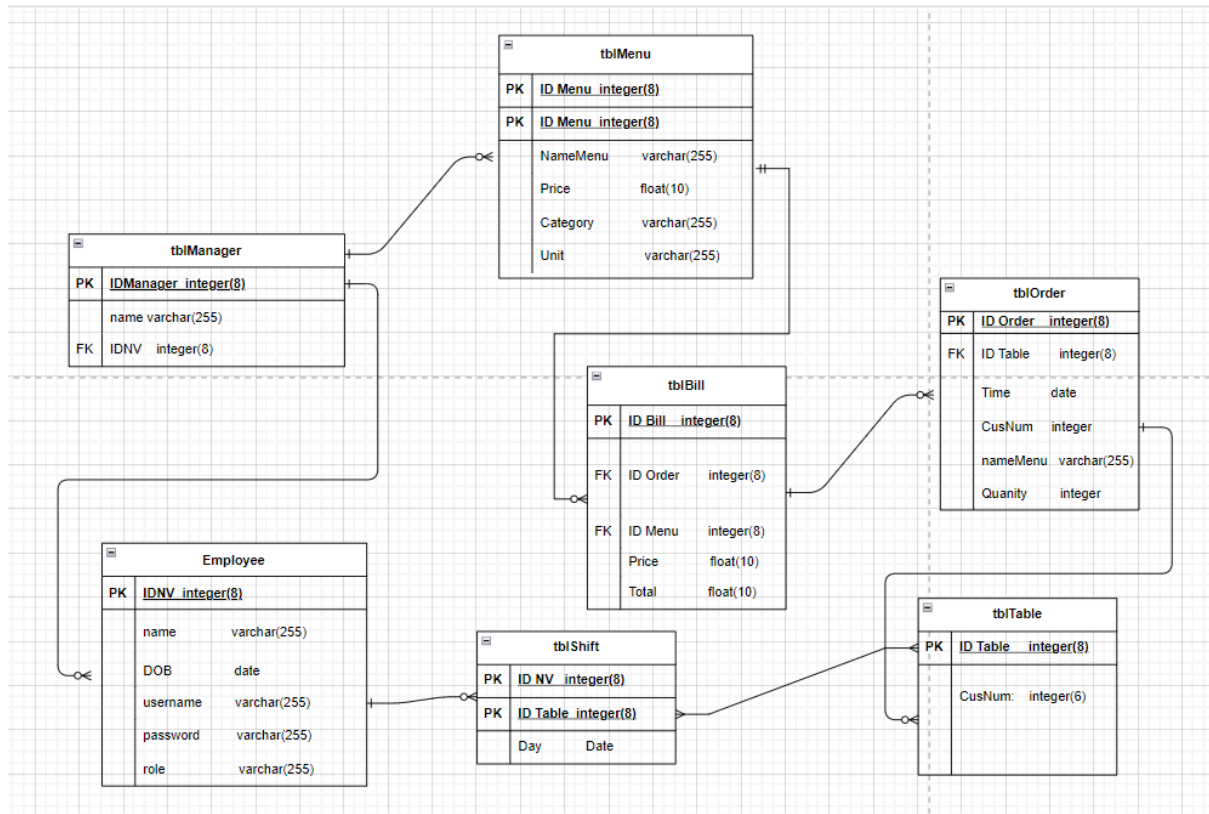 tblMenu
PK ID Menu integer(8)
PK ID Menu integer(8)
NameMenu varchar(255)
Price float(10)
Category varchar(255)
Unit varchar(255)
tblManager
PK IDManager integer(8)
name varchar(255)
FK IDNV integer(8)
tblOrder
PK ID Order integer(8)
FK ID Table integer(8)
Time date
CusNum integer
nameMenu varchar(255)
Quanity integer
tblBill
PK ID Bill integer(8)
FK ID Order integer(8)
FK ID Menu integer(8)
Price float(10)
Total float(10)
Employee
PK IDNV integer(8)
name varchar(255)
DOB date
username varchar(255)
password varchar(255)
role varchar(255)
tblShift
PK ID NV integer(8)
PK ID Table integer(8)
Day Date
tblTable
PK ID Table integer(8)
CusNum: integer(6)